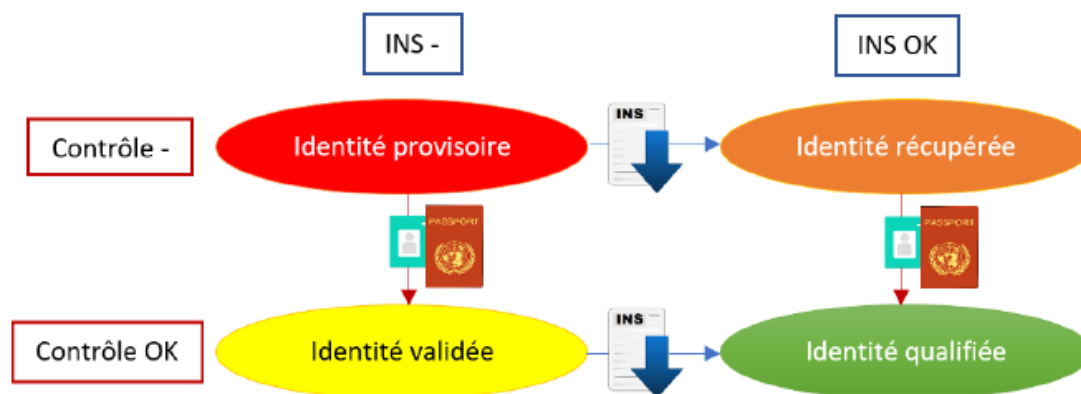 INS -
INS OK
Contrôle -
Identité provisoire
INS
Identité récupérée
PASSPORT
PASSPORT
Contrôle OK
Identité validée
INS
Identité qualifiée